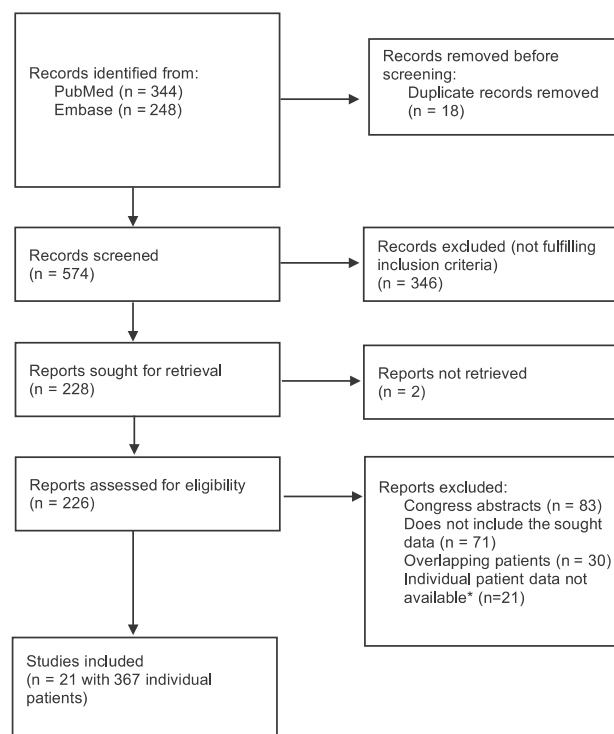 Records identified from:
PubMed (n = 344)
Embase (n = 248)
Records removed before
screening:
Duplicate records removed
(n = 18)
Records screened
(n = 574)
Records excluded (not fulfilling
inclusion criteria)
(n = 346)
Reports sought for retrieval
(n = 228)
Reports not retrieved
(n = 2)
Reports assessed for eligibility
(n = 226)
Reports excluded:
Congress abstracts (n = 83)
Does not include the sought
data (n = 71)
Overlapping patients (n = 30)
Individual patient data not
available* (n=21)
Studies included
(n = 21 with 367 individual
patients)